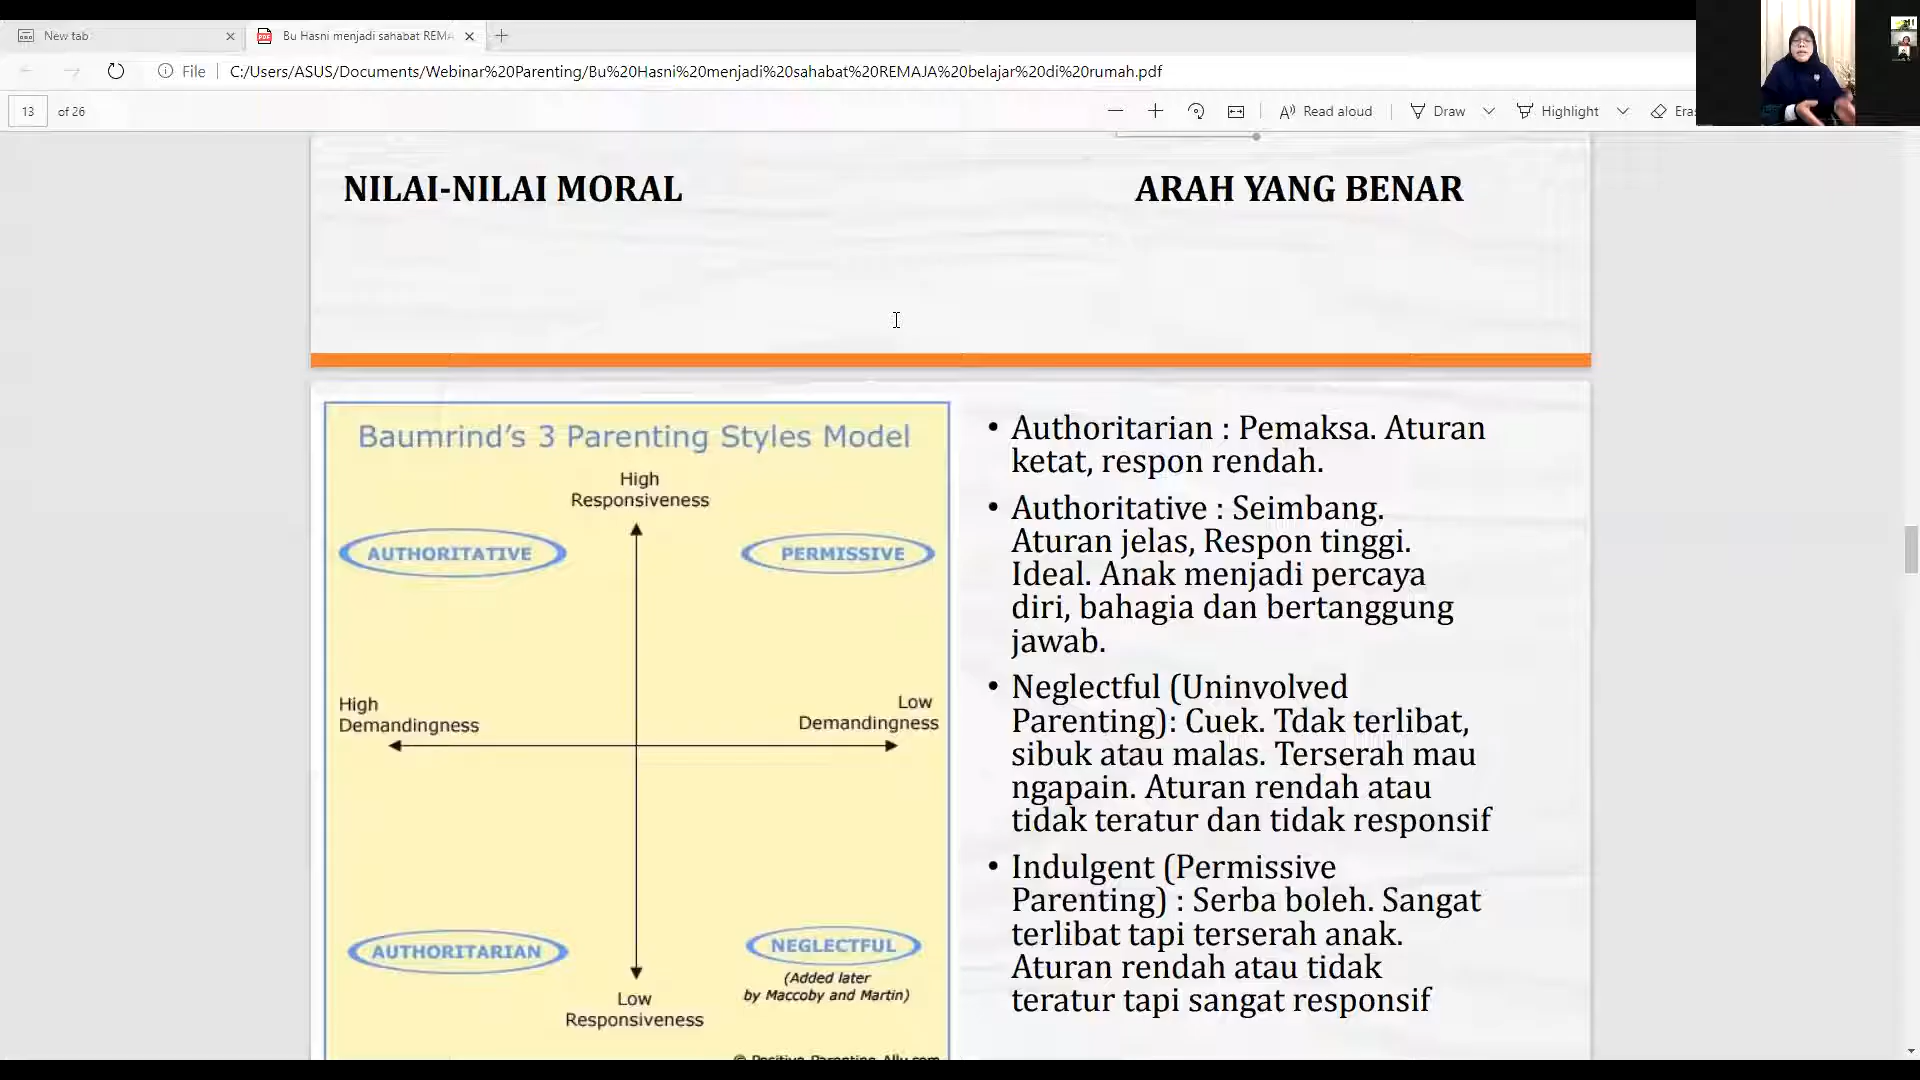 New tab
Bu Hasni menjadi sahabat REMA
File
C:/Users/ASUS/Documents/Webinar%20Parenting/Bu%20Hasni%20menjadi%20sahabat%20REMAJA%20belajar%20di%20rumah.pdf
13 of 26
Read aloud
Draw
Highlight
Eras
NILAI-NILAI MORAL
ARAH YANG BENAR
Baumrind's 3 Parenting Styles Model
High
Responsiveness
AUTHORITATIVE
PERMISSIVE
High
Demandingness
Low
Demandingness
AUTHORITARIAN
NEGLECTFUL
(Added later
by Maccoby and Martin)
Low
Responsiveness
© Positive-Parenting-Ally.com
• Authoritarian : Pemaksa. Aturan
ketat, respon rendah.
• Authoritative : Seimbang.
Aturan jelas, Respon tinggi.
Ideal. Anak menjadi percaya
diri, bahagia dan bertanggung
jawab.
• Neglectful (Uninvolved
Parenting): Cuek. Tdak terlibat,
sibuk atau malas. Terserah mau
ngapain. Aturan rendah atau
tidak teratur dan tidak responsif
• Indulgent (Permissive
Parenting) : Serba boleh. Sangat
terlibat tapi terserah anak.
Aturan rendah atau tidak
teratur tapi sangat responsif